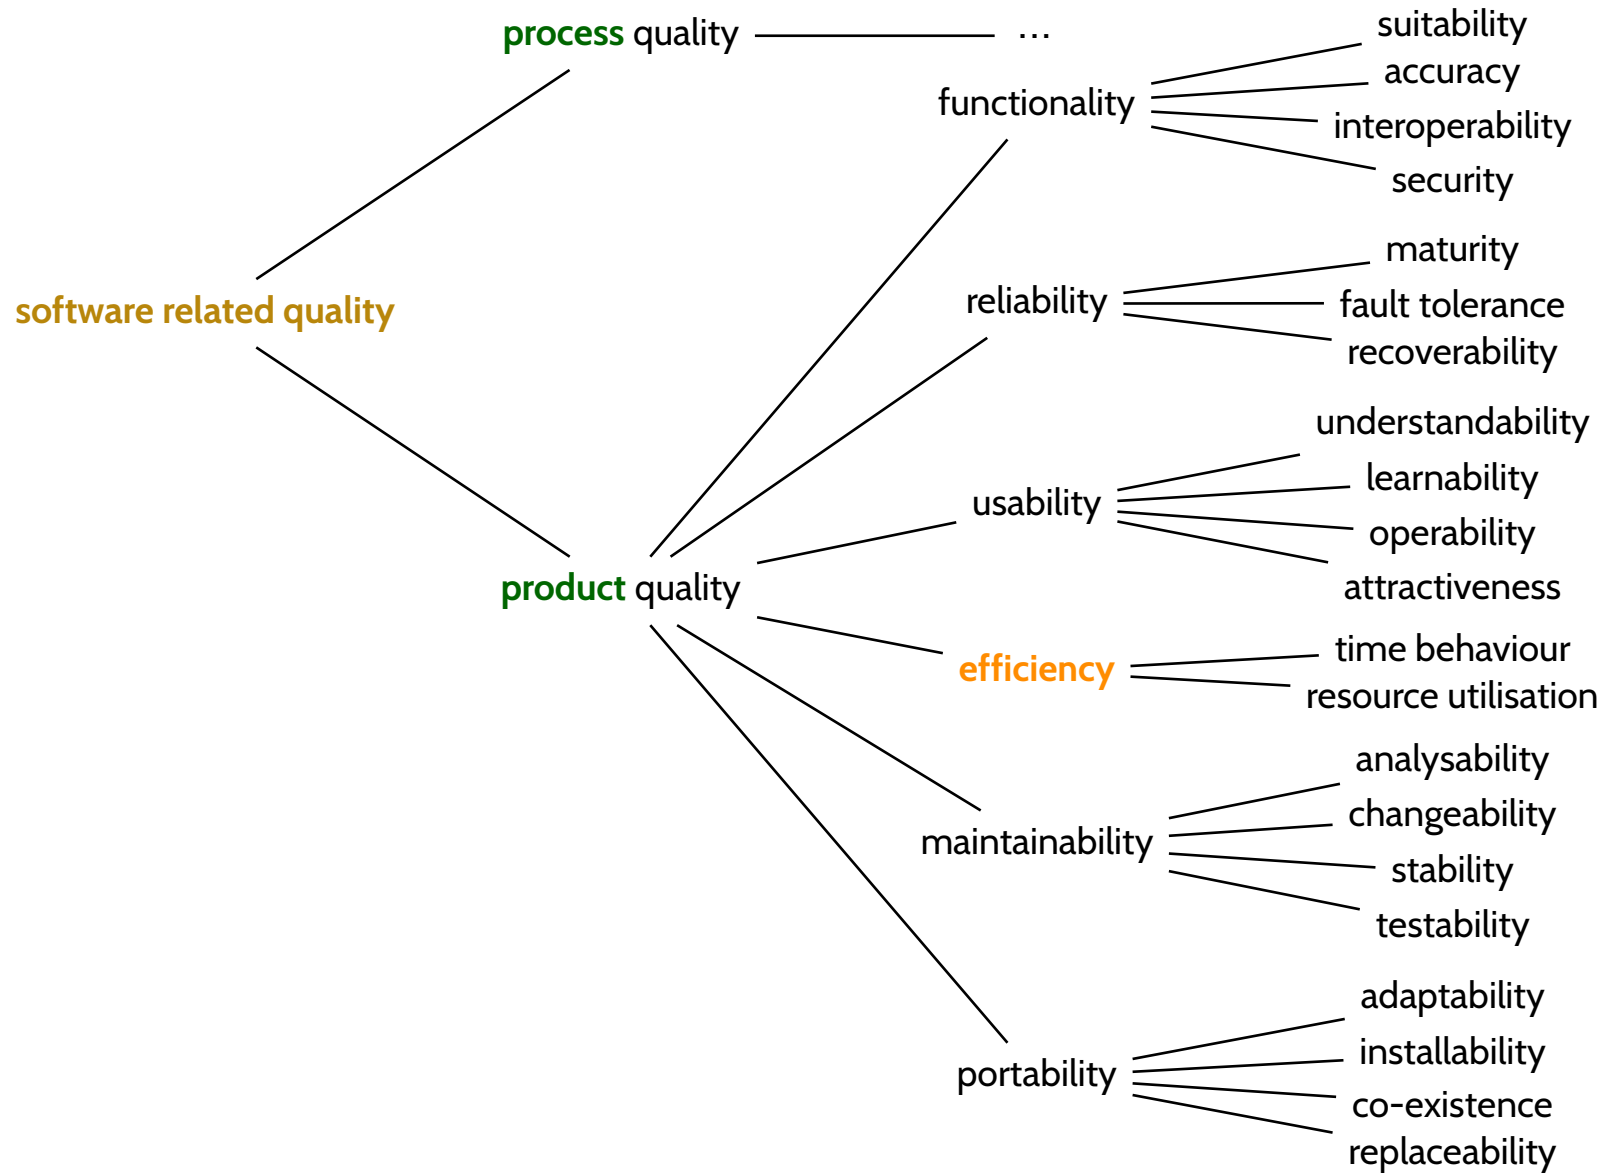 process quality
...
suitability
accuracy
functionality
interoperability
security
maturity
software related quality
reliability
fault tolerance
recoverability
understandability
learnability
usability
operability
product quality
attractiveness
time behaviour
efficiency
resource utilisation
analysability
changeability
maintainability
stability
testability
adaptability
installability
portability
co-existence
replaceability